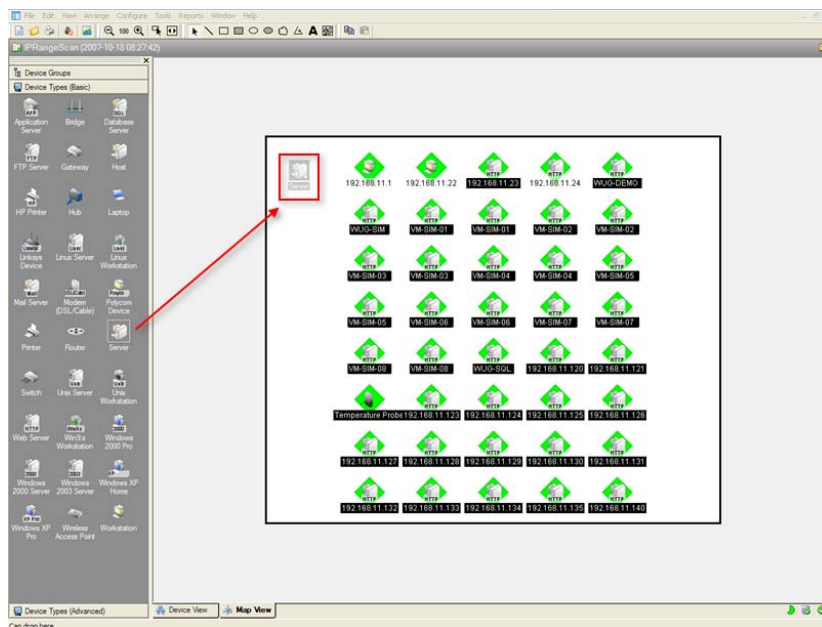 File Edit View Arrange Configure Tools Reports Window Help
100
A
IPRangeScan (2007-10-18 08:27:42)
Device Groups
Device Types (Basic)
Application Server
Bridge
Database Server
FTP Server
Gateway
Host
HP Printer
Hub
Laptop
Linksys Device
Linux Server
Linux Workstation
Mail Server
Modem (DSL/Cable)
Polycom Device
Printer
Router
Server
Switch
Unix Server
Unix Workstation
Web Server
Win9x Workstation
Windows 2000 Pro
Windows 2000 Server
Windows 2003 Server
Windows XP Home
Windows XP Pro
Wireless Access Point
Workstation
Device Types (Advanced)
Server
192.168.11.1 192.168.11.22 192.168.11.23 192.168.11.24 WUG-DEMO
WUG-SIM VM-SIM-01 VM-SIM-01 VM-SIM-02 VM-SIM-02
VM-SIM-03 VM-SIM-03 VM-SIM-04 VM-SIM-04 VM-SIM-05
VM-SIM-05 VM-SIM-06 VM-SIM-06 VM-SIM-07 VM-SIM-07
VM-SIM-08 VM-SIM-08 WUG-SQL 192.168.11.120 192.168.11.121
Temperature Probe 192.168.11.123 192.168.11.124 192.168.11.125 192.168.11.126
192.168.11.127 192.168.11.128 192.168.11.129 192.168.11.130 192.168.11.131
192.168.11.132 192.168.11.133 192.168.11.134 192.168.11.135 192.168.11.140
Device View Map View
Can drop here